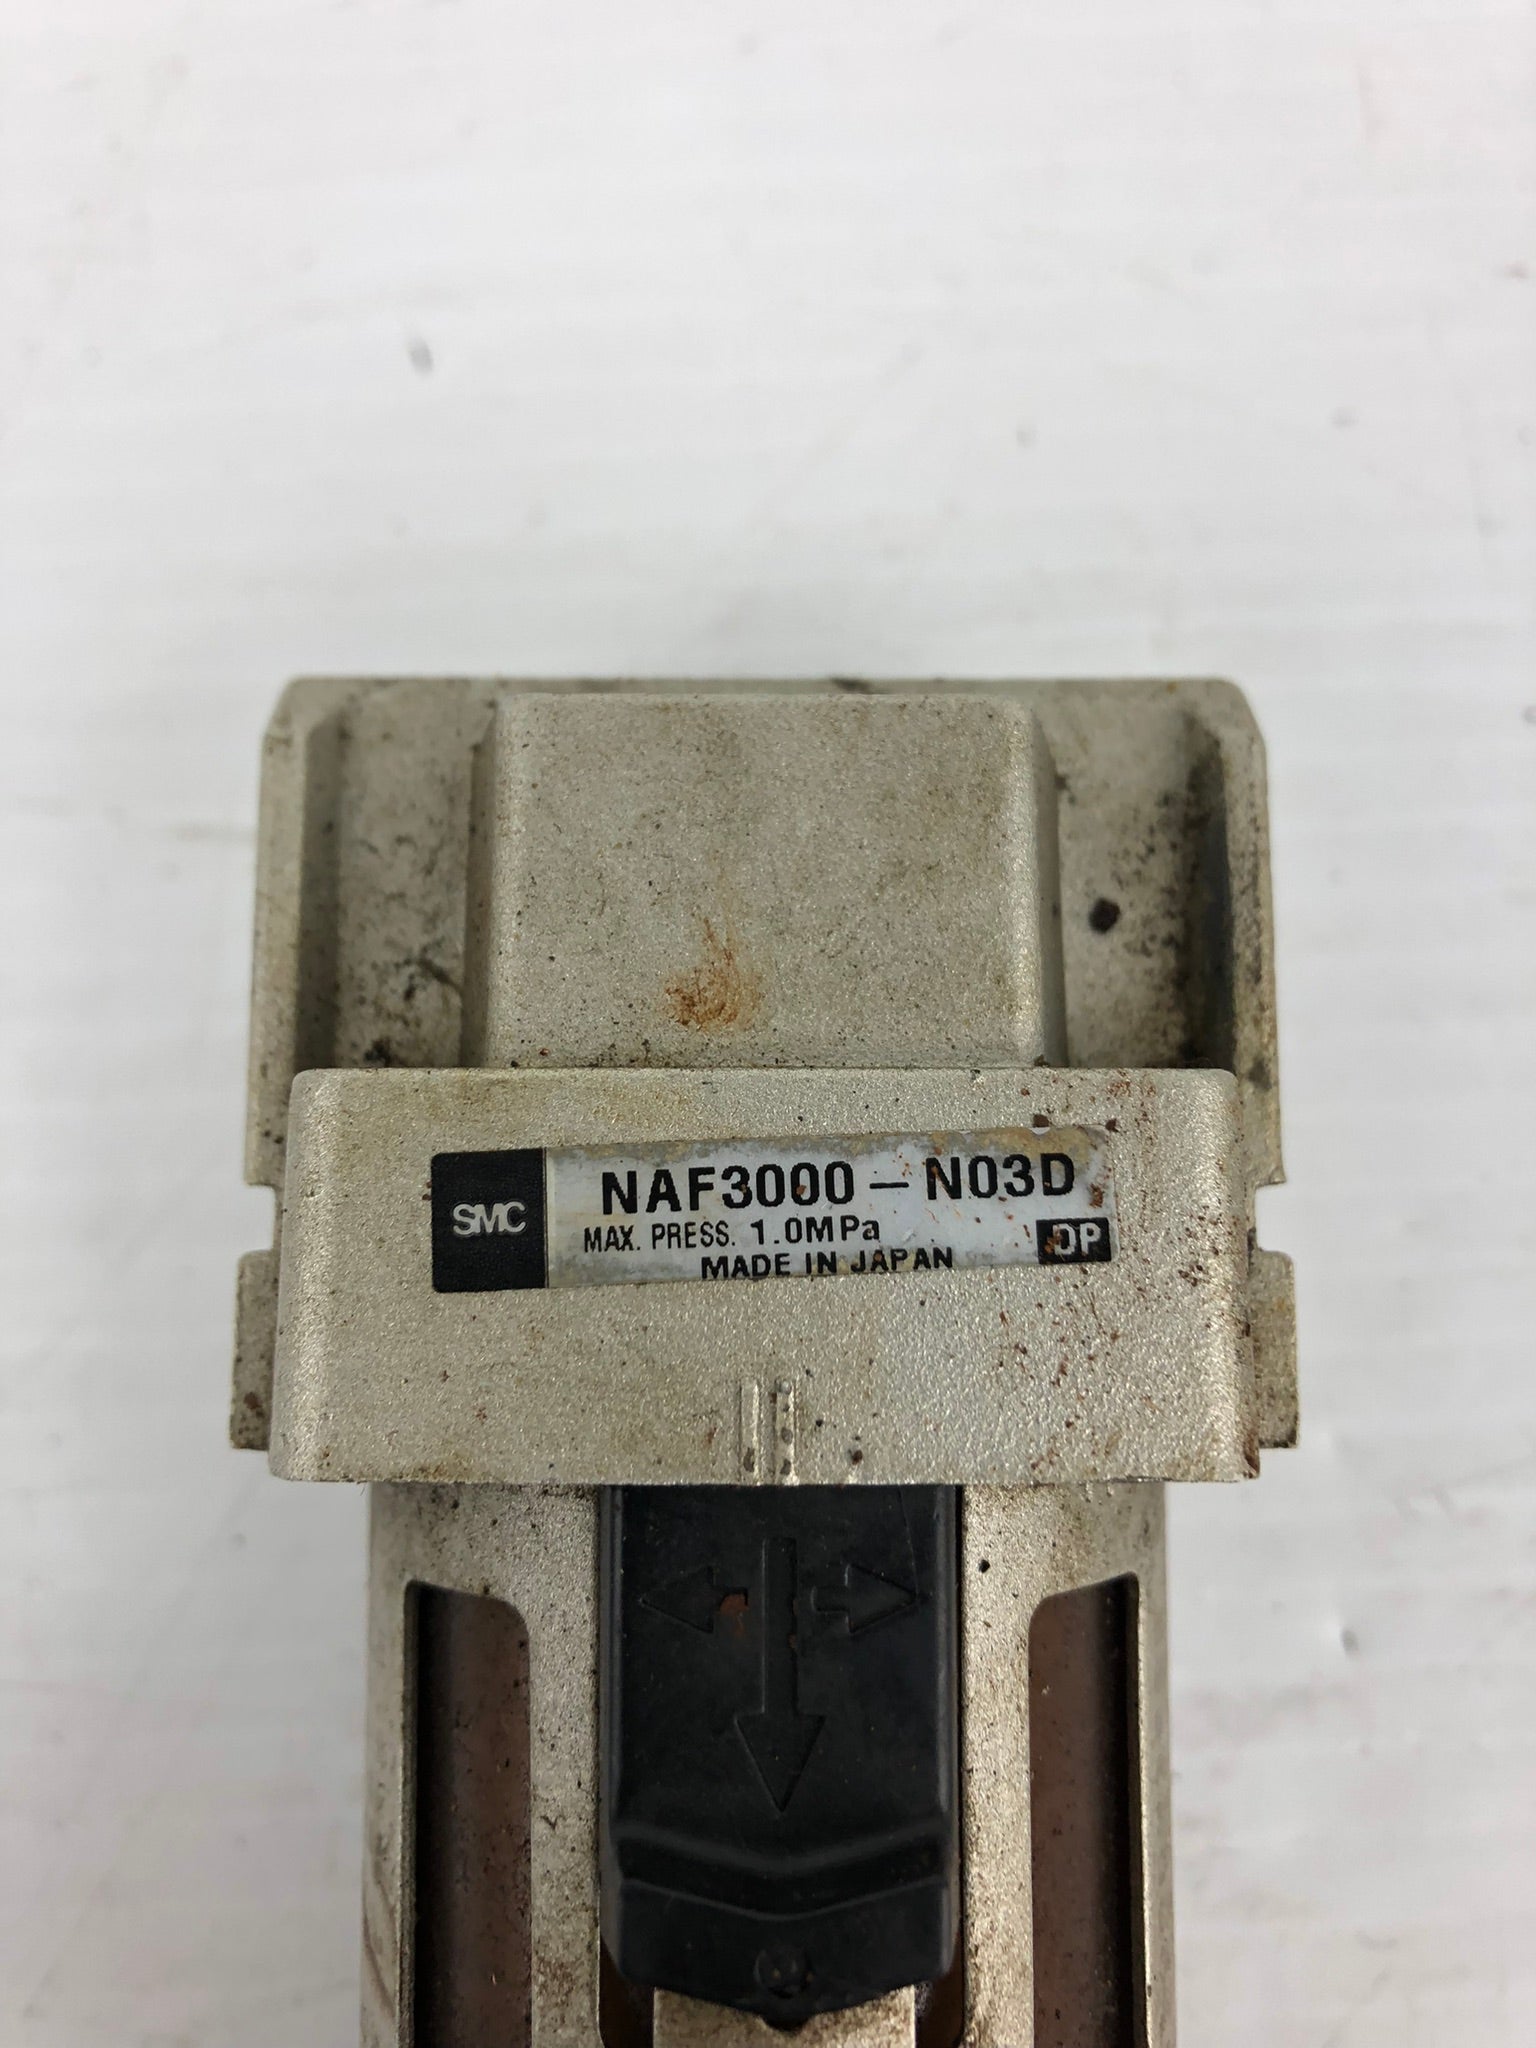 SMC
NAF3000-N03D
MAX. PRESS. 1.0MPa
MADE IN JAPAN
DP